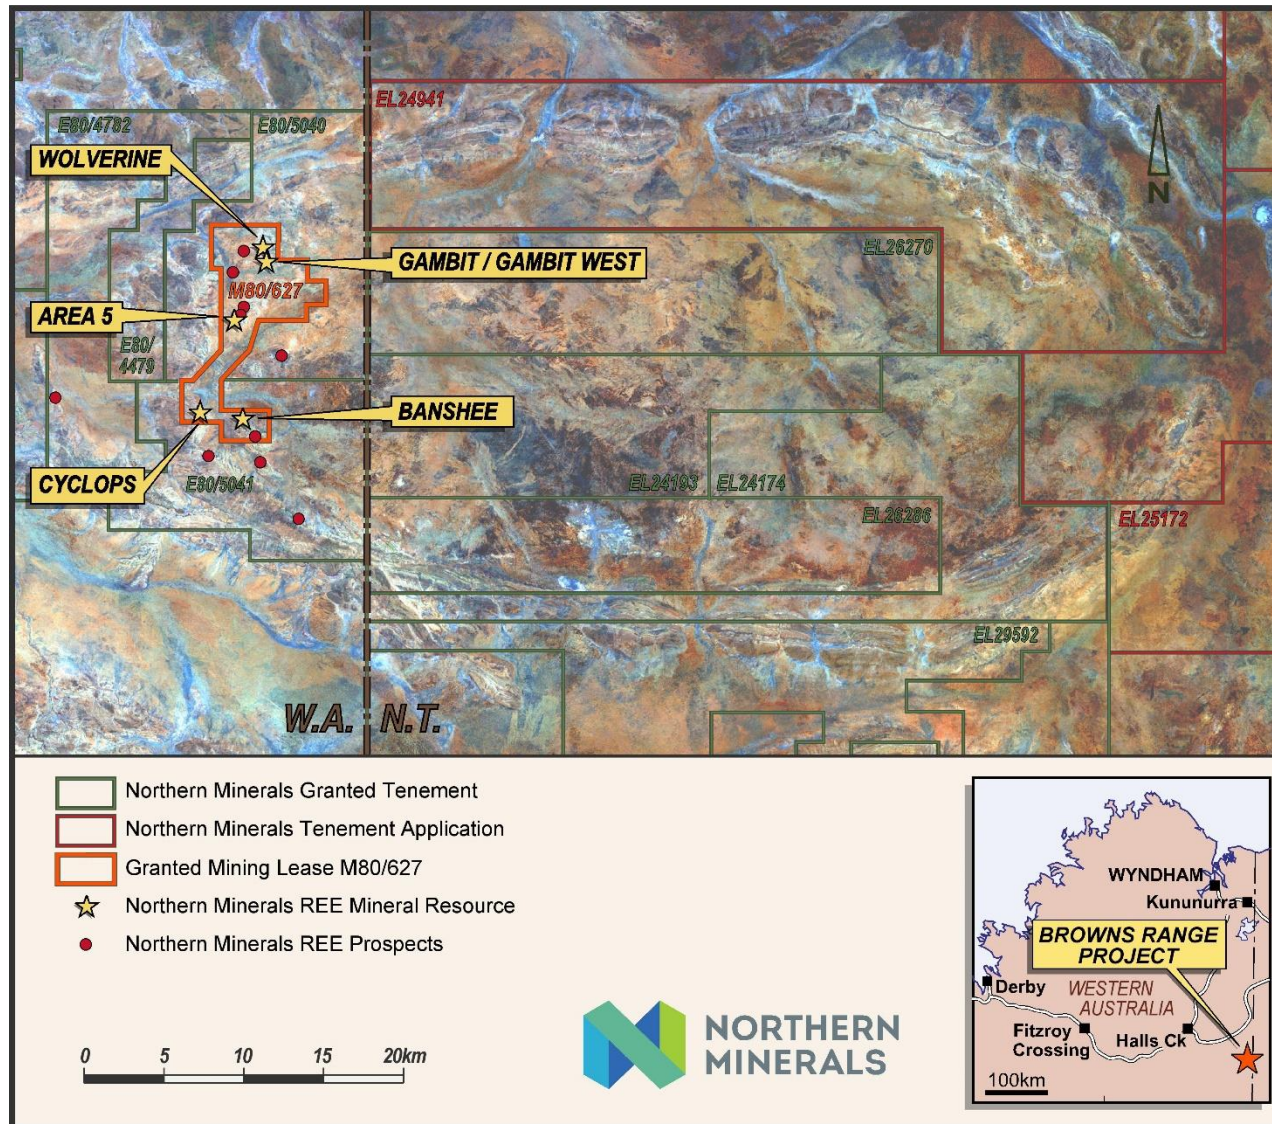 EL24941
E80/4782
E80/5040
WOLVERINE
N
EL26270
GAMBIT / GAMBIT WEST
M80/627
AREA 5
E80/
4479
BANSHEE
CYCLOPS
E80/5041
EL24193
EL24174
EL26286
EL25172
EL29592
W.A.
N.T.
Northern Minerals Granted Tenement
Northern Minerals Tenement Application
Granted Mining Lease M80/627
Northern Minerals REE Mineral Resource
Northern Minerals REE Prospects
0 5 10 15 20km
NORTHERN
MINERALS
WYNDHAM
Kununurra
BROWNS RANGE
PROJECT
Derby
WESTERN
AUSTRALIA
Fitzroy
Crossing
Halls Ck
100km